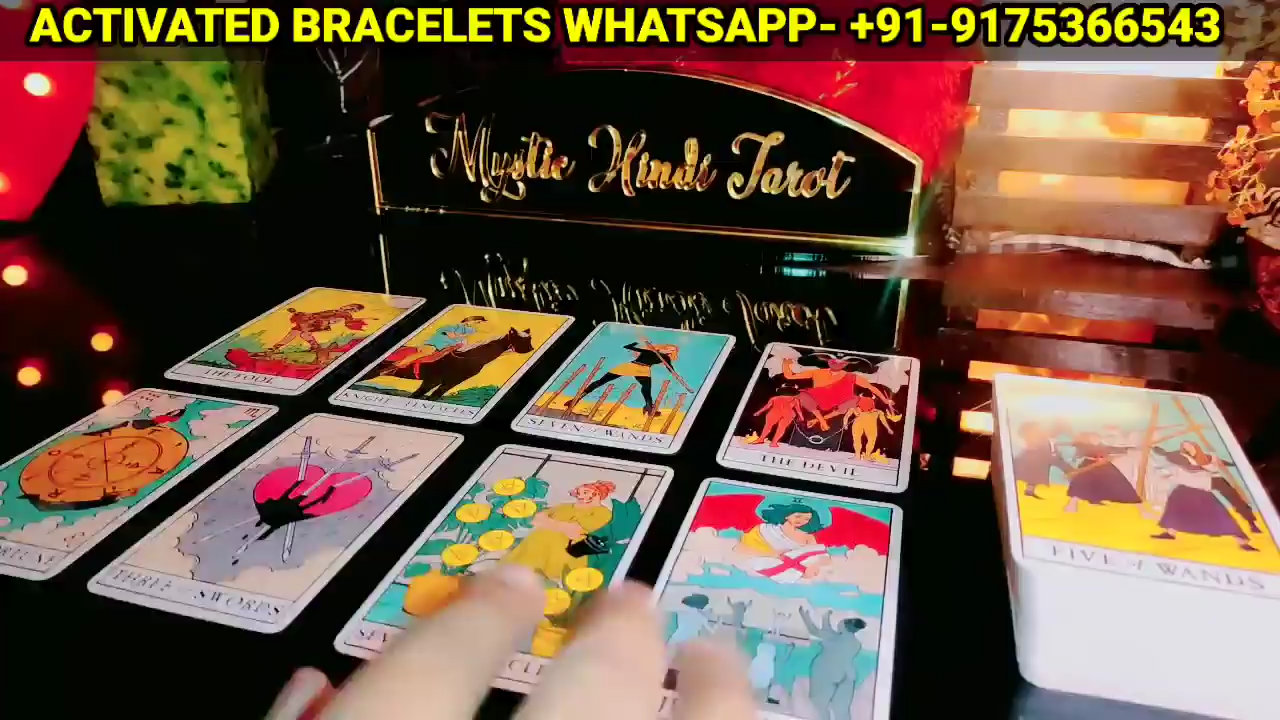 ACTIVATED BRACELETS WHATSAPP- +91-9175366543
Mystic Hindi Tarot
THE FOOL
KNIGHT of PENTACLES
SEVEN of WANDS
THE DEVIL
THREE of SWORDS
FIVE of WANDS